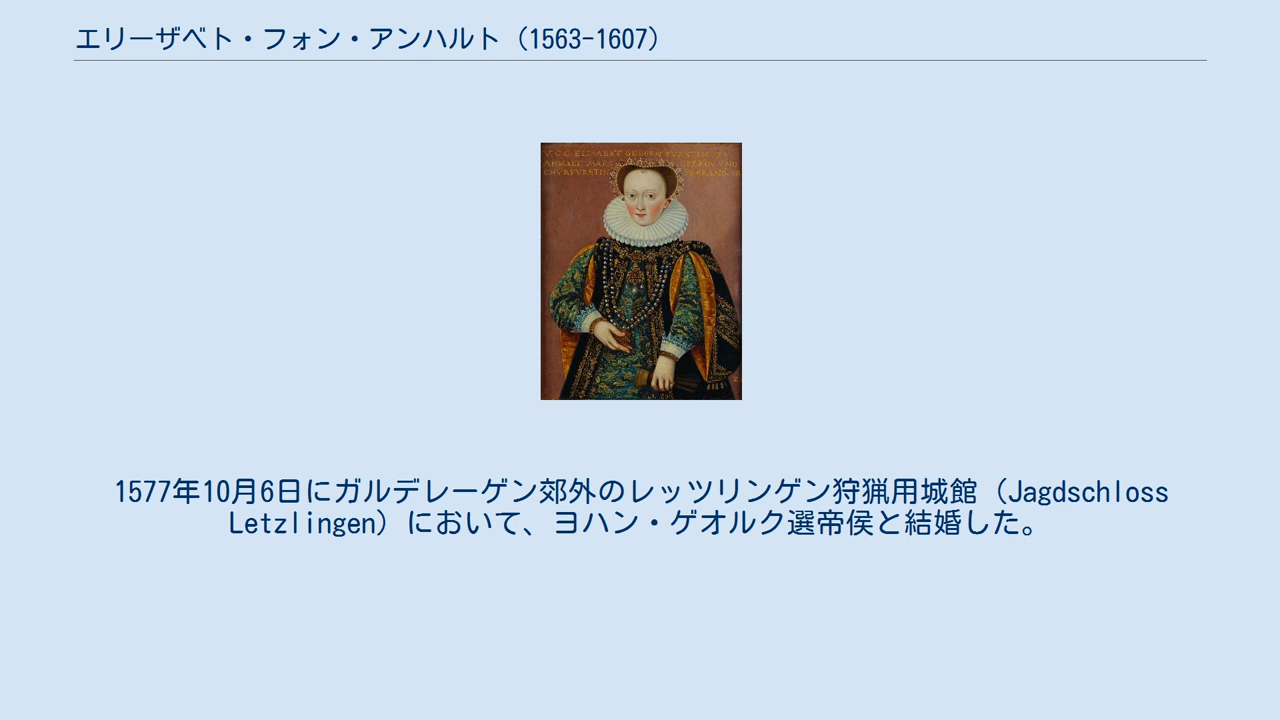 エリーザベト・フォン・アンハルト（1563-1607）
1577年10月6日にガルデレーゲン郊外のレッツリンゲン狩猟用城館（Jagdschloss
Letzlingen）において、ヨハン・ゲオルク選帝侯と結婚した。